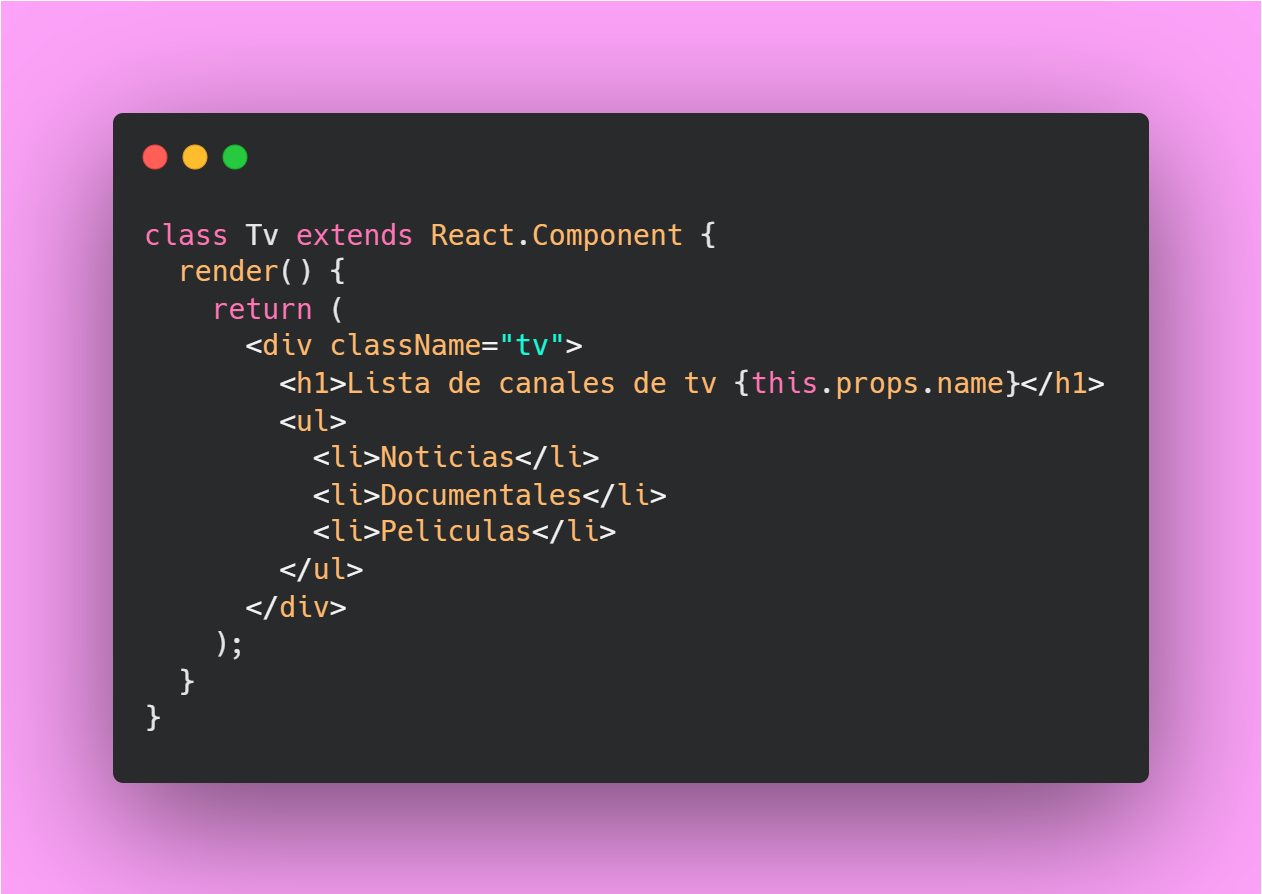 class Tv extends React.Component {
  render() {
    return (
      <div className="tv">
        <h1>Lista de canales de tv {this.props.name}</h1>
        <ul>
          <li>Noticias</li>
          <li>Documentales</li>
          <li>Peliculas</li>
        </ul>
      </div>
    );
  }
}